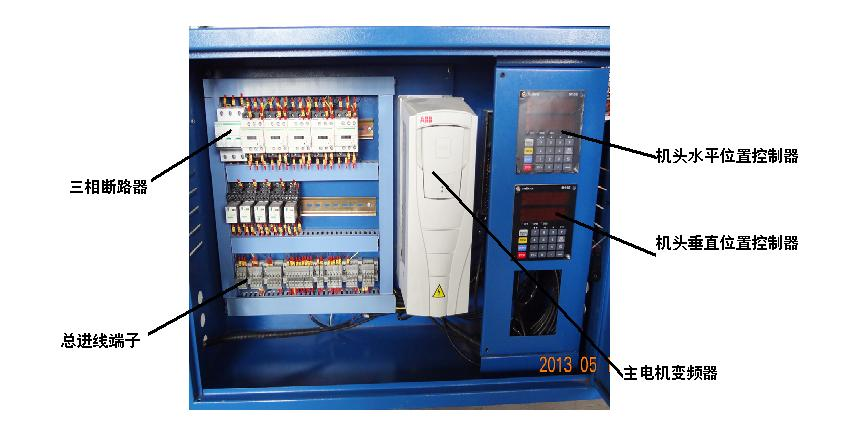 ABB
机头水平位置控制器
三相断路器
机头垂直位置控制器
总进线端子
主电机变频器
2013 05